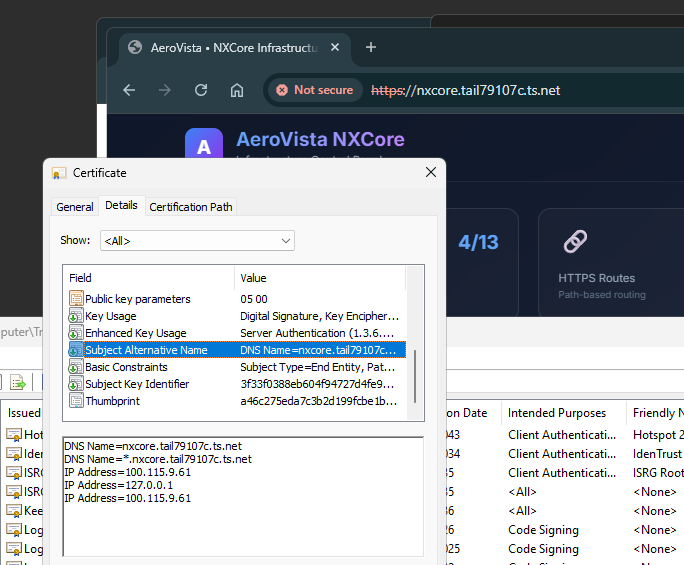 AeroVista • NXCore Infrastructu
Not secure https://nxcore.tail79107c.ts.net
A AeroVista NXCore
Certificate
General Details Certification Path
Show: <All>
4/13
HTTPS Routes
Path-based routing
Field Value
Public key parameters 05 00
Key Usage Digital Signature, Key Encipher...
Enhanced Key Usage Server Authentication (1.3.6....
Subject Alternative Name DNS Name=nxcore.tail79107c...
Basic Constraints Subject Type=End Entity, Pat...
Subject Key Identifier 3f33f0388eb604f94727d4fe9...
Thumbprint a46c275eda7c3b2d199fcbe1b...
DNS Name=nxcore.tail79107c.ts.net
DNS Name=*.nxcore.tail79107c.ts.net
IP Address=100.115.9.61
IP Address=127.0.0.1
IP Address=100.115.9.61
puter\Tr
Issued on Date Intended Purposes Friendly N
Hot 043 Client Authenticati... Hotspot 2
Iden 034 Client Authenticati... IdenTrust
ISRG 35 Client Authenticati... ISRG Root
ISRG 35 <All> <None>
Kee 36 <All> <None>
Log 26 Code Signing <None>
Log 025 Code Signing <None>